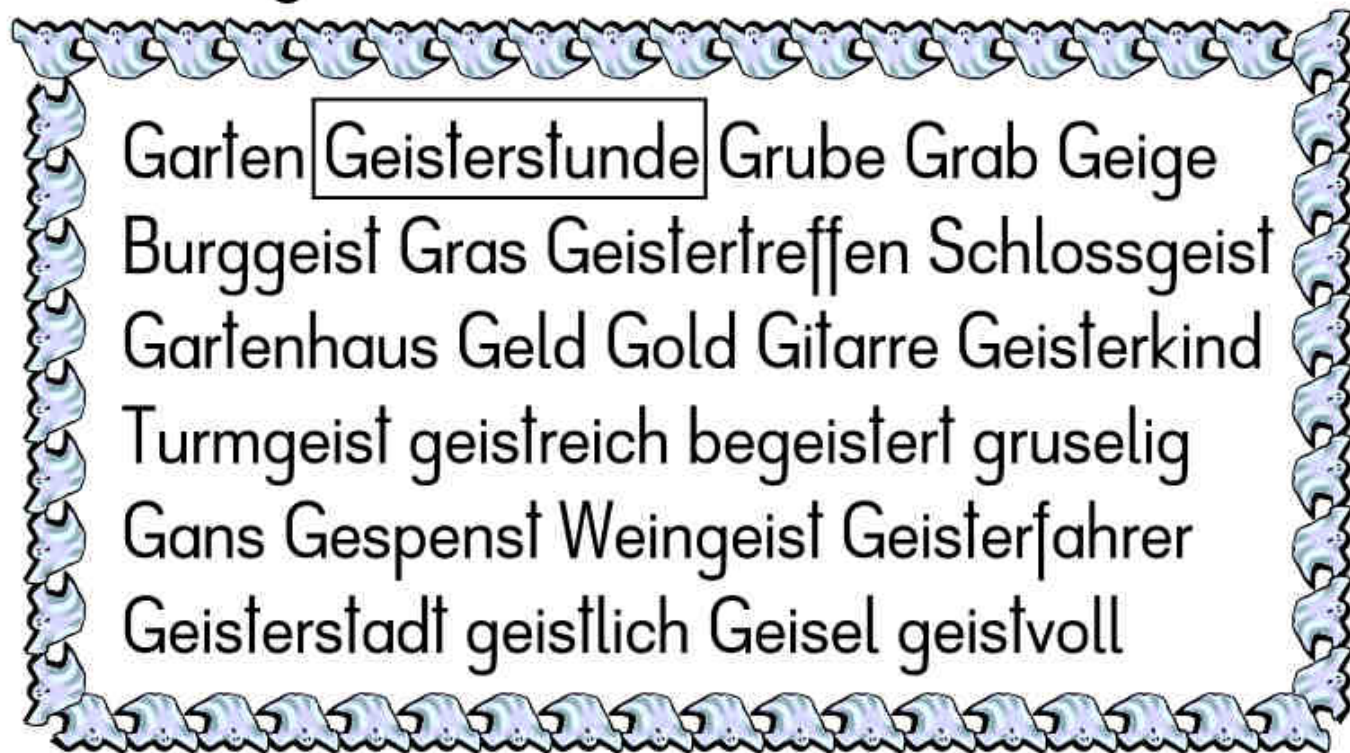 Garten Geisterstunde Grube Grab Geige
Burggeist Gras Geistertreffen Schlossgeist
Gartenhaus Geld Gold Gitarre Geisterkind
Turmgeist geistreich begeistert gruselig
Gans Gespenst Weingeist Geisterfahrer
Geisterstadt geistlich Geisel geistvoll